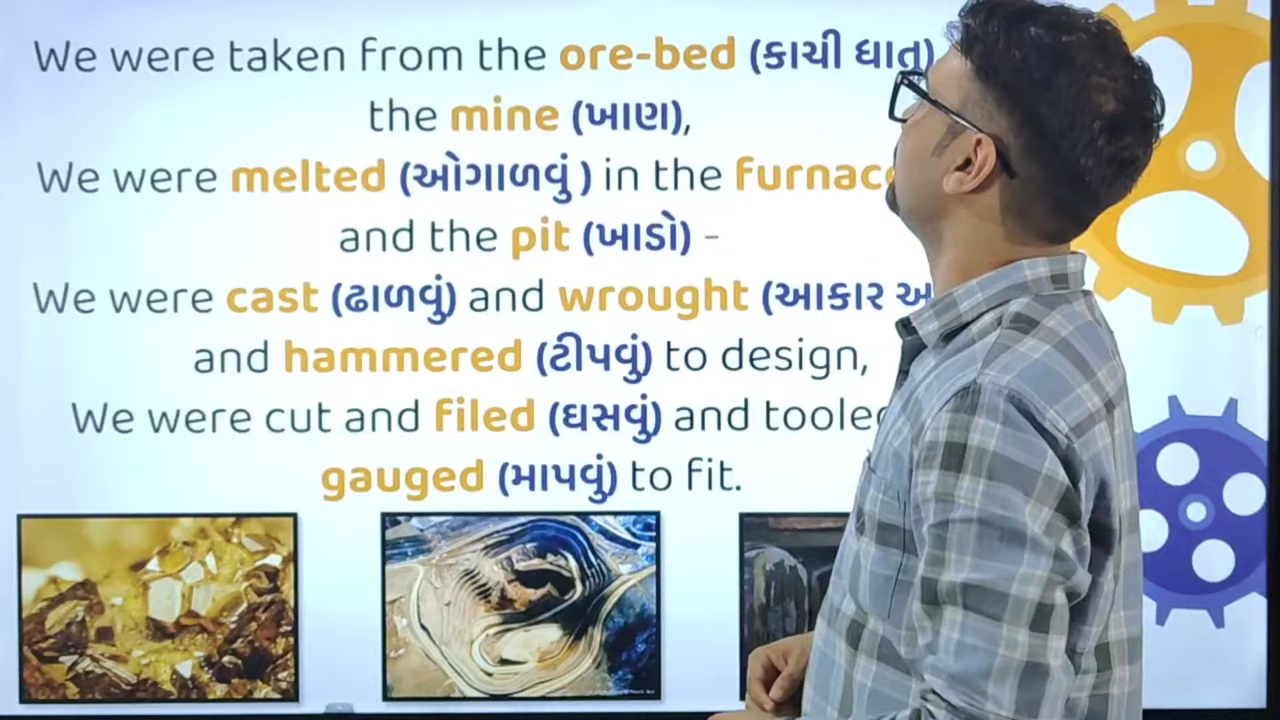 We were taken from the ore-bed (કાચી ધાતુ)
the mine (ખાણ),
We were melted (ઓગાળવું ) in the
and the pit (ખાડો) -
We were cast (ઢાળવું) and wrought (આકાર
and hammered (ટીપવું) to design,
We were cut and filed (ઘસવું) and
gauged (માપવું) to fit.